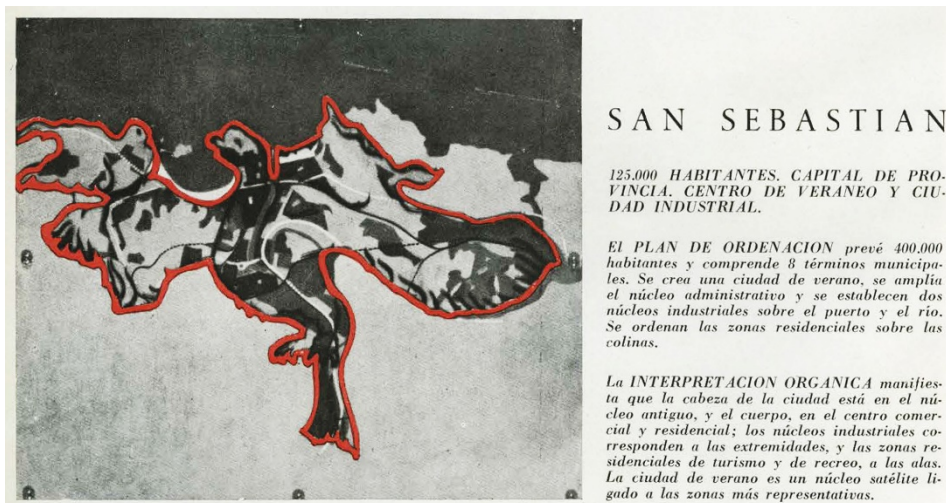 SAN SEBASTIAN
125.000 HABITANTES. CAPITAL DE PRO-
VINCIA. CENTRO DE VERANEO Y CIU-
DAD INDUSTRIAL.
El PLAN DE ORDENACION prevé 400.000
habitantes y comprende 8 términos municipa-
les. Se crea una ciudad de verano, se amplía
el núcleo administrativo y se establecen dos
núcleos industriales sobre el puerto y el río.
Se ordenan las zonas residenciales sobre las
colinas.
La INTERPRETACION ORGANICA manifies-
ta que la cabeza de la ciudad está en el nú-
cleo antiguo, y el cuerpo, en el centro comer-
cial y residencial; los núcleos industriales co-
rresponden a las extremidades, y las zonas re-
sidenciales de turismo y de recreo, a las alas.
La ciudad de verano es un núcleo satélite li-
gado a las zonas más representativas.